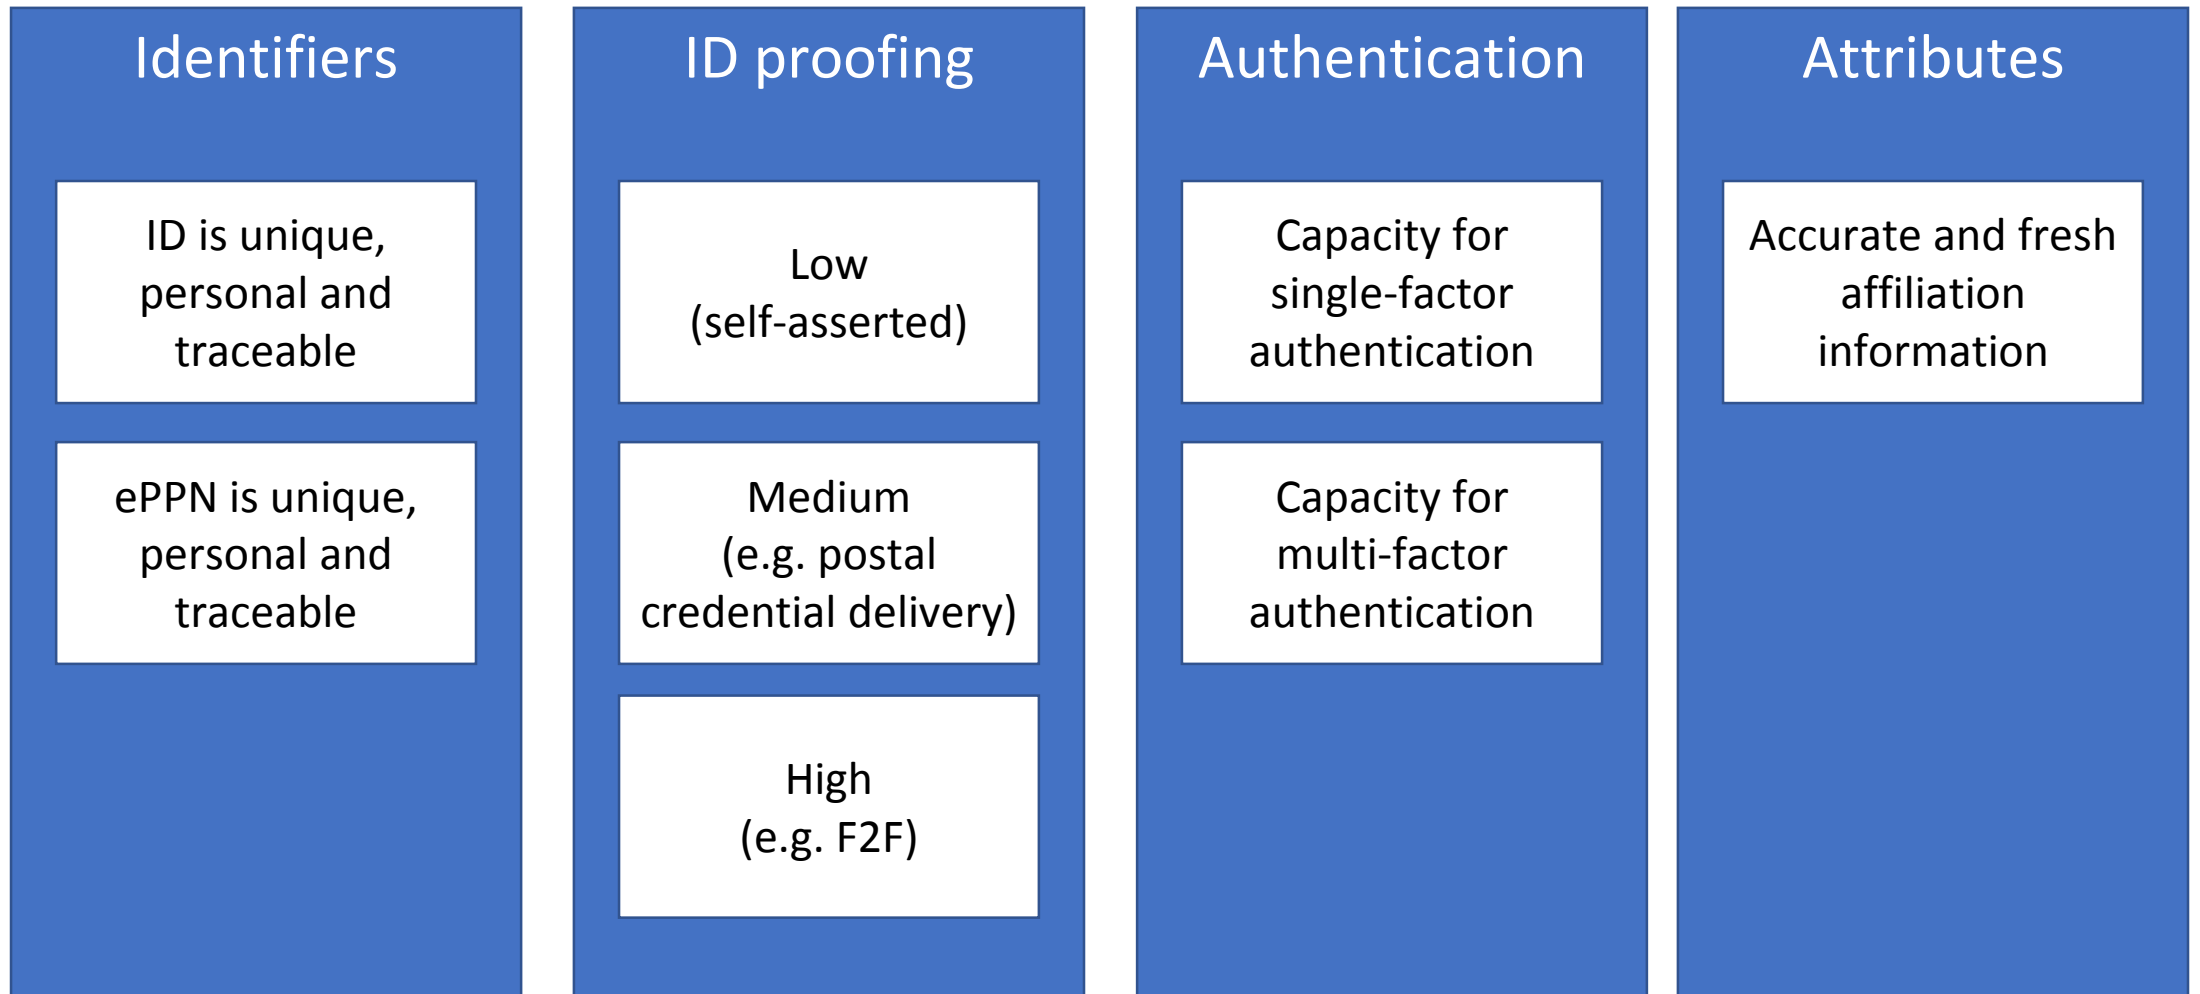 Identifiers
ID is unique,
personal and
traceable
ePPN is unique,
personal and
traceable
ID proofing
Low
(self-asserted)
Medium
(e.g. postal
credential delivery)
High
(e.g. F2F)
Authentication
Capacity for
single-factor
authentication
Capacity for
multi-factor
authentication
Attributes
Accurate and fresh
affiliation
information